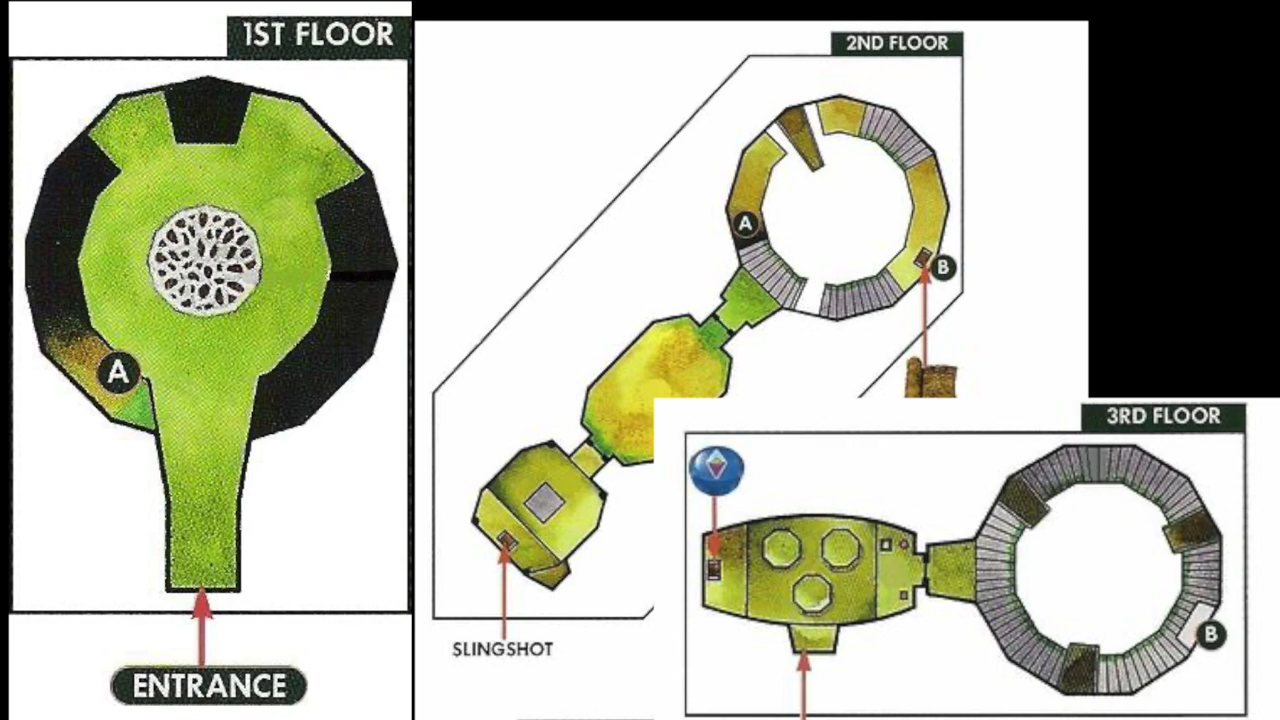 1ST FLOOR
A
ENTRANCE
2ND FLOOR
A
B
SLINGSHOT
3RD FLOOR
B